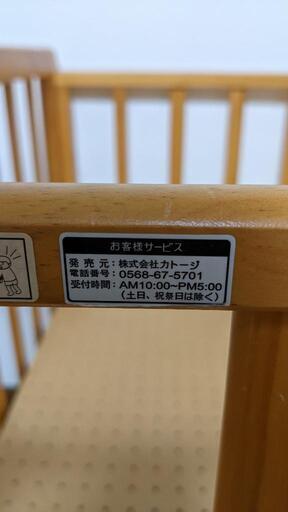 お客様サービス
発売元：株式会社カトージ
電話番号：0568-67-5701
受付時間：AM10:00~PM5:00
（土日、祝祭日は除く）